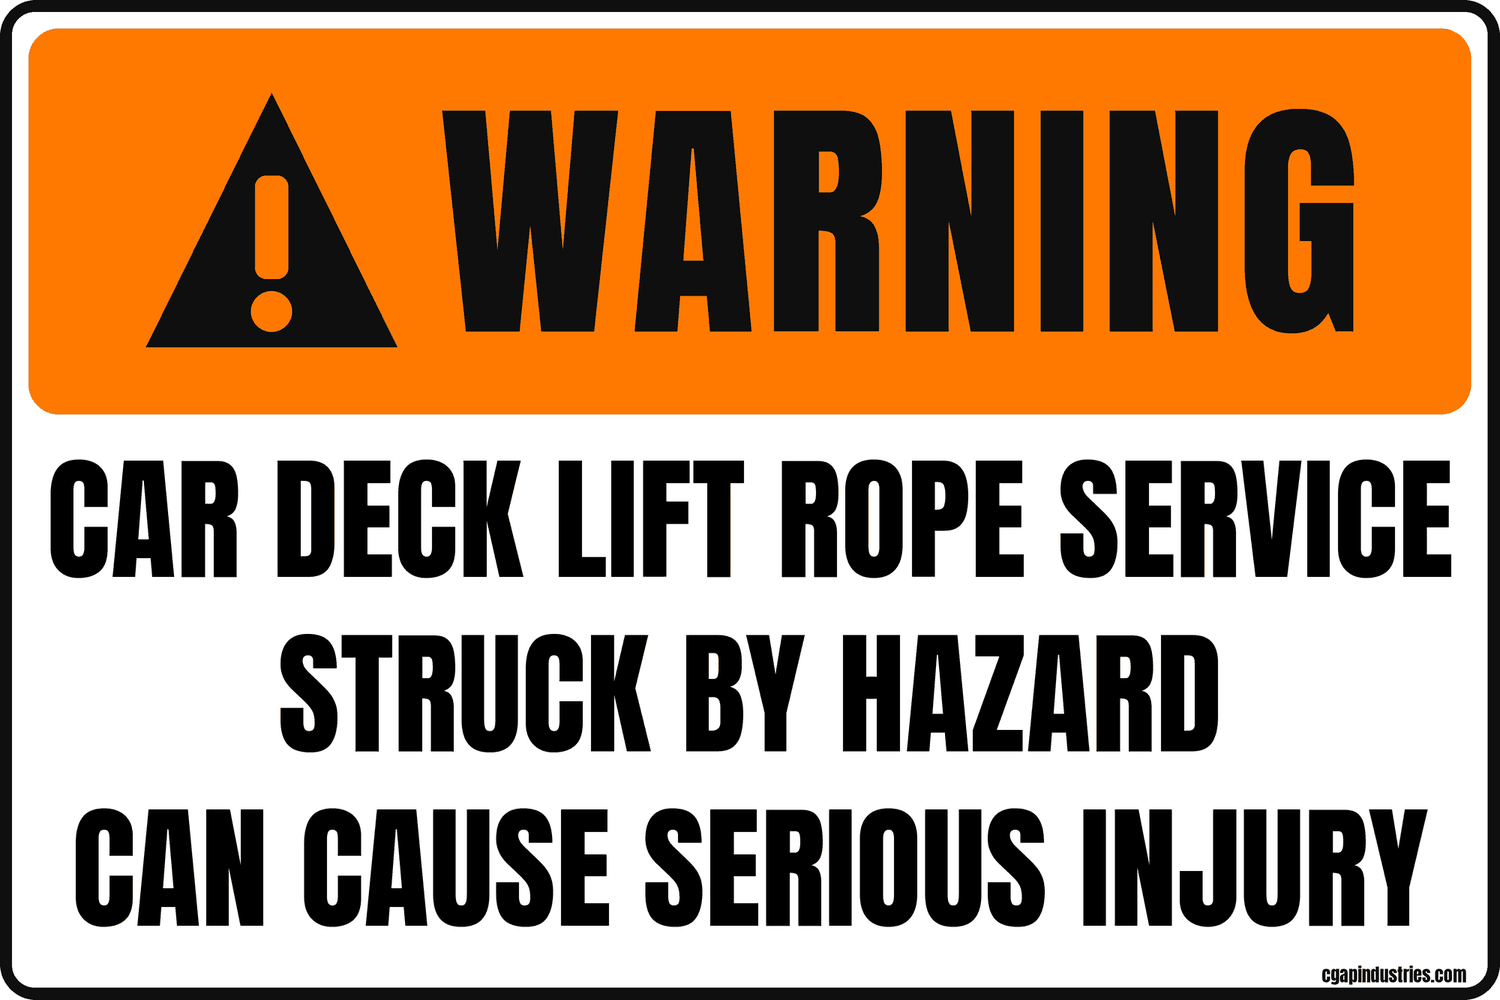 WARNING
CAR DECK LIFT ROPE SERVICE
STRUCK BY HAZARD
CAN CAUSE SERIOUS INJURY
cgapindustries.com